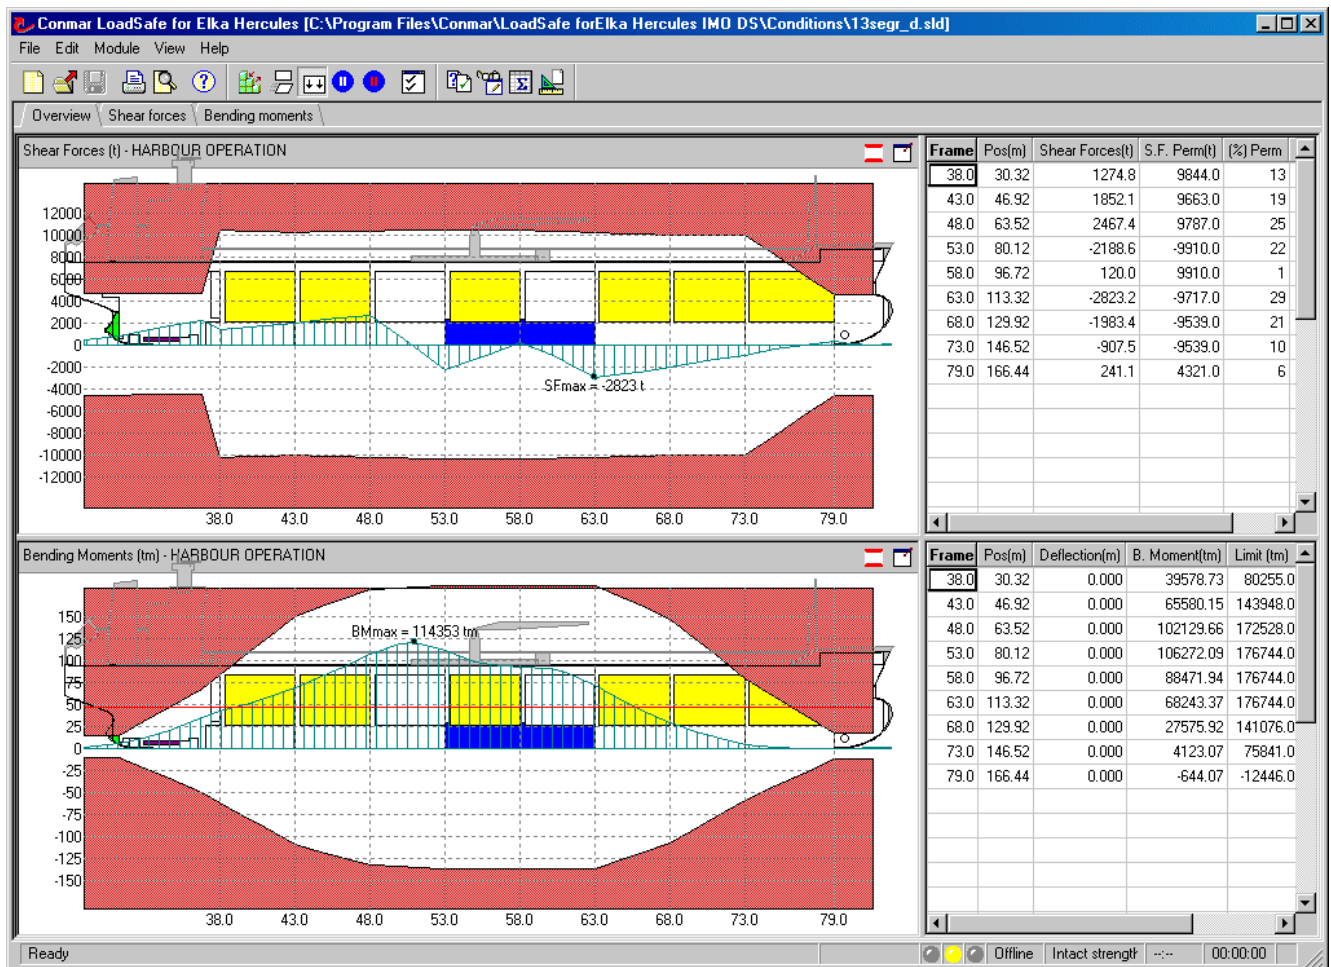 Conmar LoadSafe for Elka Hercules [C:\Program Files\Conmar\LoadSafe forElka Hercules IMO DS\Conditions\13segr_d.sld]
File Edit Module View Help
Overview Shear forces Bending moments
Shear Forces (t) - HARBOUR OPERATION
12000
10000
8000
6000
4000
2000
0
-2000
-4000
-6000
-8000
-10000
-12000
SFmax = -2823 t
38.0 43.0 48.0 53.0 58.0 63.0 68.0 73.0 79.0
Frame Pos(m) Shear Forces(t) S.F. Perm(t) (%) Perm
38.0 30.32 1274.8 9844.0 13
43.0 46.92 1852.1 9663.0 19
48.0 63.52 2467.4 9787.0 25
53.0 80.12 -2188.6 -9910.0 22
58.0 96.72 120.0 9910.0 1
63.0 113.32 -2823.2 -9717.0 29
68.0 129.92 -1983.4 -9539.0 21
73.0 146.52 -907.5 -9539.0 10
79.0 166.44 241.1 4321.0 6
Bending Moments (tm) - HARBOUR OPERATION
150
125
100
75
50
25
0
-25
-50
-75
-100
-125
-150
BMmax = 114353 tm
38.0 43.0 48.0 53.0 58.0 63.0 68.0 73.0 79.0
Frame Pos(m) Deflection(m) B. Moment(tm) Limit (tm)
38.0 30.32 0.000 39578.73 80255.0
43.0 46.92 0.000 65580.15 143948.0
48.0 63.52 0.000 102129.66 172528.0
53.0 80.12 0.000 106272.09 176744.0
58.0 96.72 0.000 88471.94 176744.0
63.0 113.32 0.000 68243.37 176744.0
68.0 129.92 0.000 27575.92 141076.0
73.0 146.52 0.000 4123.07 75841.0
79.0 166.44 0.000 -644.07 -12446.0
Ready Offline Intact strength --:-- 00:00:00